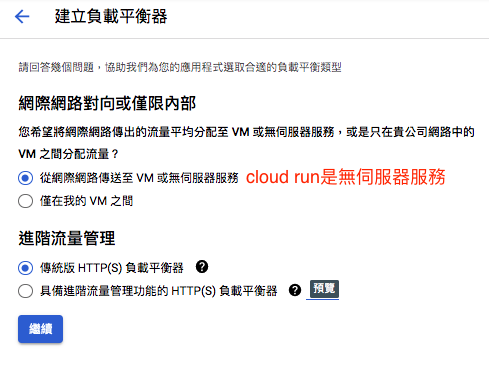 建立負載平衡器
請回答幾個問題，協助我們為您的應用程式選取合適的負載平衡類型
網際網路對向或僅限內部
您希望將網際網路傳出的流量平均分配至 VM 或無伺服器服務，或是只在貴公司網路中的
VM 之間分配流量？
從網際網路傳送至 VM 或無伺服器服務 cloud run是無伺服器服務
僅在我的 VM 之間
進階流量管理
傳統版 HTTP(S) 負載平衡器 ?
具備進階流量管理功能的 HTTP(S) 負載平衡器 ? 預覽
繼續